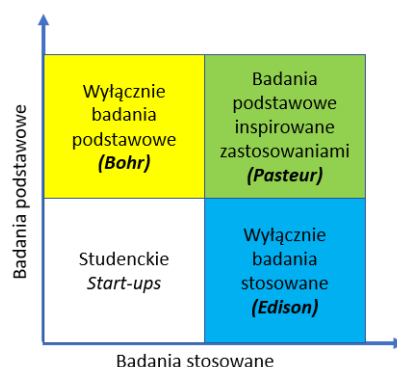 Badania podstawowe
Wyłącznie
badania
podstawowe
(Bohr)
Badania
podstawowe
inspirowane
zastosowaniami
(Pasteur)
Studenckie
Start-ups
Wyłącznie
badania
stosowane
(Edison)
Badania stosowane